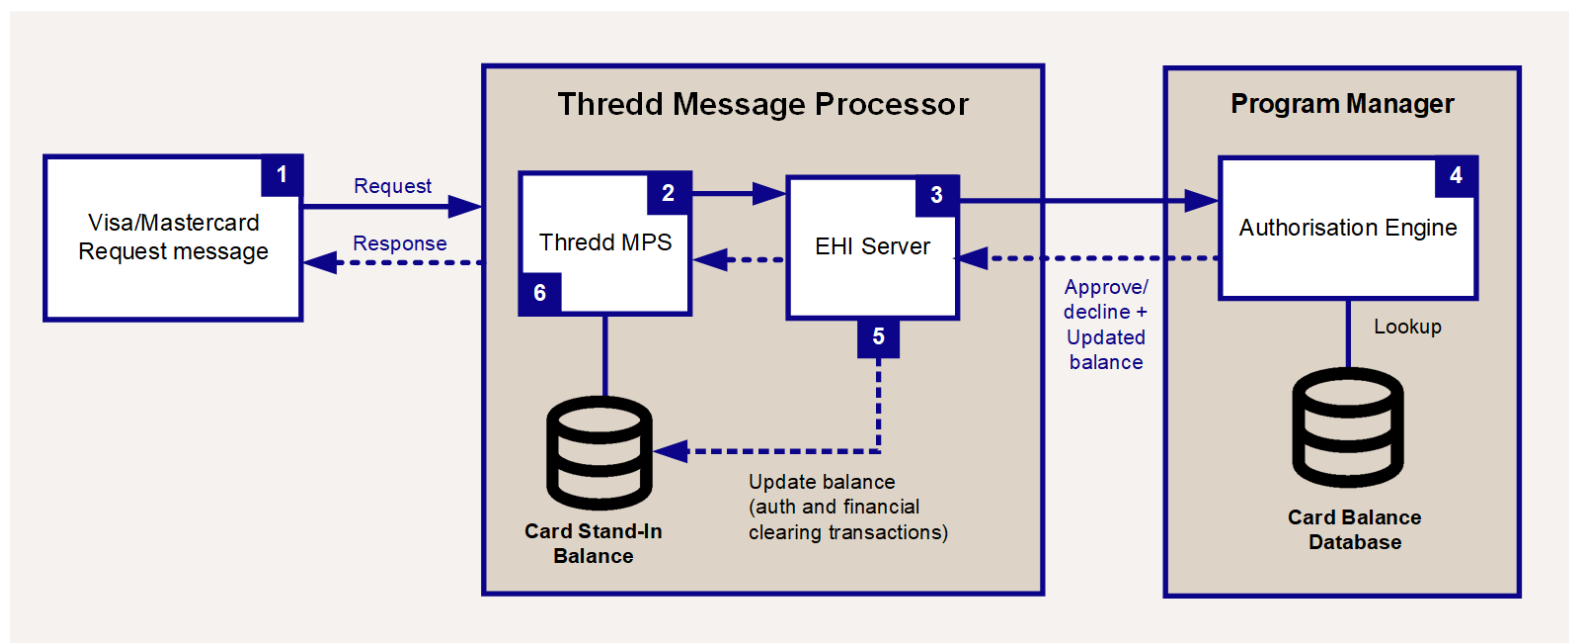 Thredd Message Processor
Program Manager
1
Visa/Mastercard
Request message
Request
Response
2
Thredd MPS
6
3
EHI Server
5
4
Authorisation Engine
Approve/
decline +
Updated
balance
Lookup
Update balance
(auth and financial
clearing transactions)
Card Stand-In
Balance
Card Balance
Database